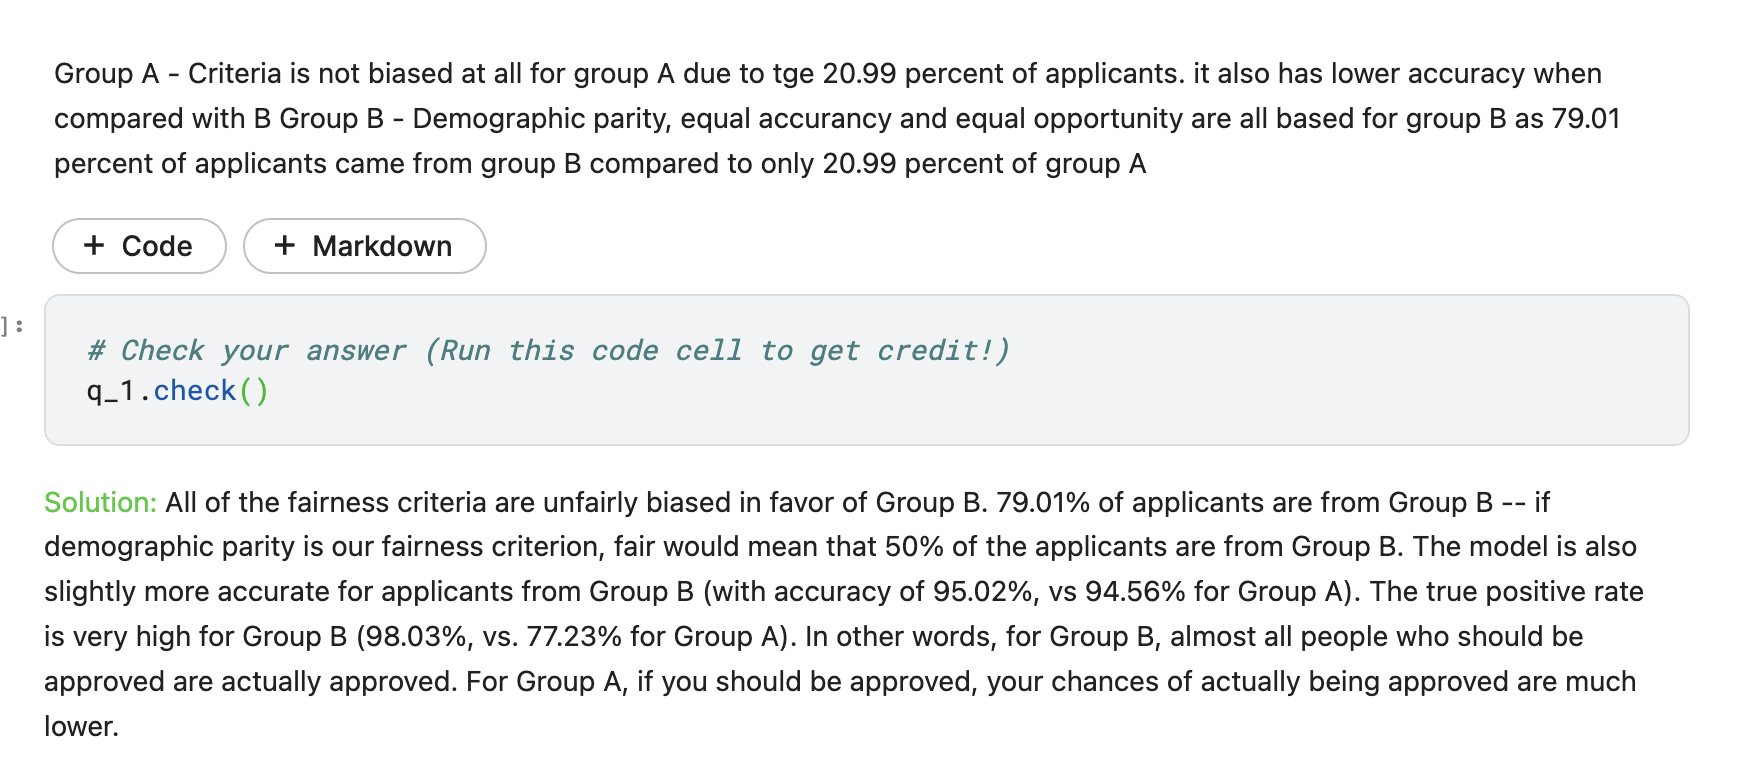 Group A - Criteria is not biased at all for group A due to tge 20.99 percent of applicants. it also has lower accuracy when
compared with B Group B - Demographic parity, equal accurancy and equal opportunity are all based for group B as 79.01
percent of applicants came from group B compared to only 20.99 percent of group A
+ Code + Markdown
]:
# Check your answer (Run this code cell to get credit!)
q_1.check()
Solution: All of the fairness criteria are unfairly biased in favor of Group B. 79.01% of applicants are from Group B -- if
demographic parity is our fairness criterion, fair would mean that 50% of the applicants are from Group B. The model is also
slightly more accurate for applicants from Group B (with accuracy of 95.02%, vs 94.56% for Group A). The true positive rate
is very high for Group B (98.03%, vs. 77.23% for Group A). In other words, for Group B, almost all people who should be
approved are actually approved. For Group A, if you should be approved, your chances of actually being approved are much
lower.